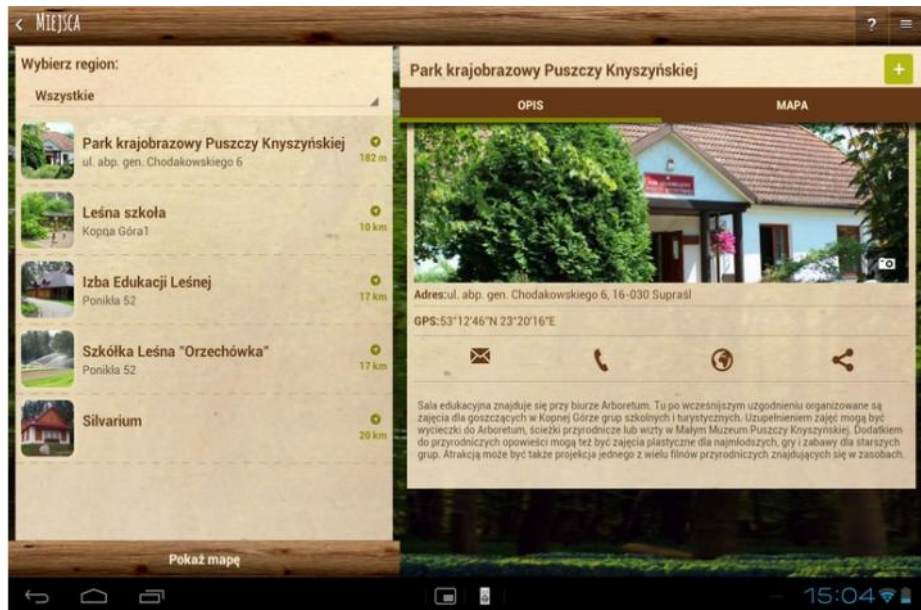 Miejsca
?
Wybierz region:
Wszystkie
Park krajobrazowy Puszczy Knyszyńskiej
ul. abp. gen. Chodakowskiego 6
182 m
Leśna szkoła
Kopna Góra1
10 km
Izba Edukacji Leśnej
Ponikła 52
17 km
Szkółka Leśna "Orzechówka"
Ponikła 52
17 km
Silvarium
20 km
Pokaż mapę
Park krajobrazowy Puszczy Knyszyńskiej
+
OPIS
MAPA
Adres:ul. abp. gen. Chodakowskiego 6, 16-030 Supraśl
GPS:53°12'46"N 23°20'16"E
Sala edukacyjna znajduje się przy biurze Arboretum. Tu po wcześniejszym uzgodnieniu organizowane są
zajęcia dla goszczących w Kopnej Górze grup szkolnych i turystycznych. Uzupełnieniem zajęć mogą być
wycieczki do Arboretum, ścieżki przyrodnicze lub wizty w Małym Muzeum Puszczy Knyszyńskiej. Dodatkiem
do przyrodniczych opowieści mogą też być zajęcia plastyczne dla najmłodszych, gry i zabawy dla starszych
grup. Atrakcją może być także projekcja jednego z wielu filnów przyrodniczych znajdujących się w zasobach.
15:04